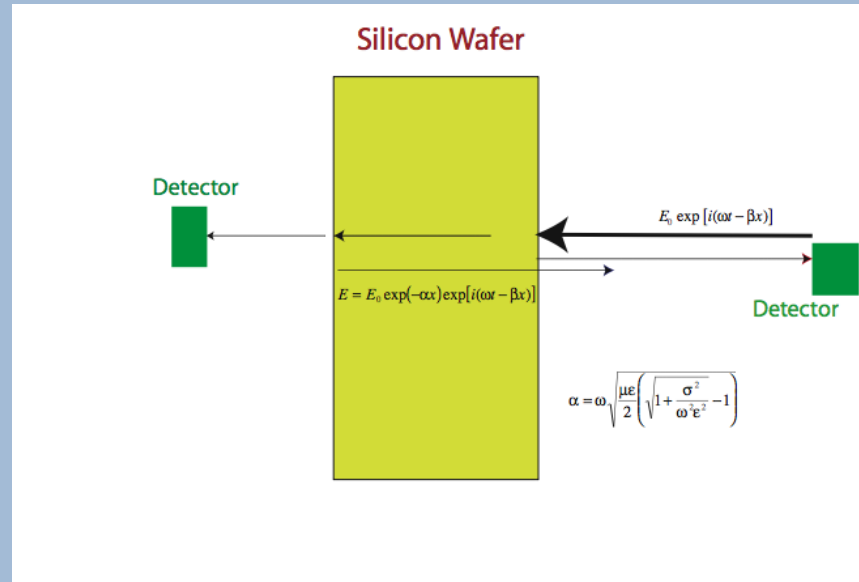 Silicon Wafer
Detector
E₀ exp [i(ωt − βx)]
E = E₀ exp(−αx) exp[i(ωt − βx)]
Detector
α = ω√(με/2 (√(1 + σ²/ω²ε²) − 1))